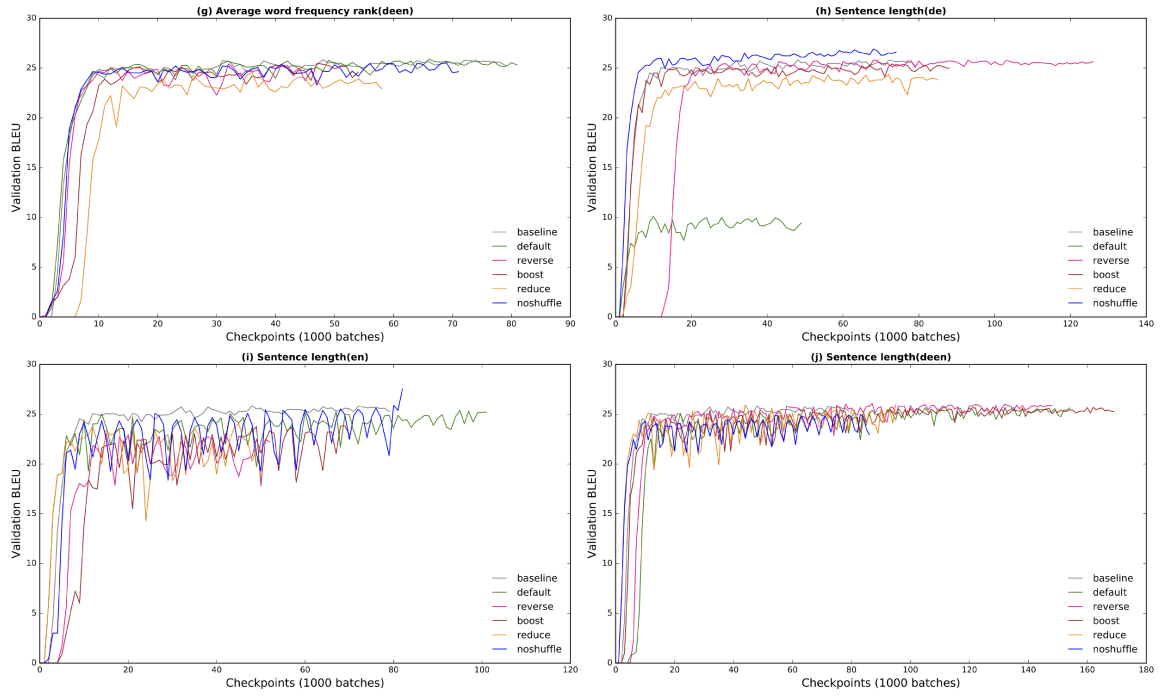 (g) Average word frequency rank(deen)
30
25
20
15
10
5
0
Validation BLEU
baseline
default
reverse
boost
reduce
noshuffle
0 10 20 30 40 50 60 70 80 90
Checkpoints (1000 batches)
(h) Sentence length(de)
30
25
20
15
10
5
0
Validation BLEU
baseline
default
reverse
boost
reduce
noshuffle
0 20 40 60 80 100 120 140
Checkpoints (1000 batches)
(i) Sentence length(en)
30
25
20
15
10
5
0
Validation BLEU
baseline
default
reverse
boost
reduce
noshuffle
0 20 40 60 80 100 120
Checkpoints (1000 batches)
(j) Sentence length(deen)
30
25
20
15
10
5
0
Validation BLEU
baseline
default
reverse
boost
reduce
noshuffle
0 20 40 60 80 100 120 140 160 180
Checkpoints (1000 batches)